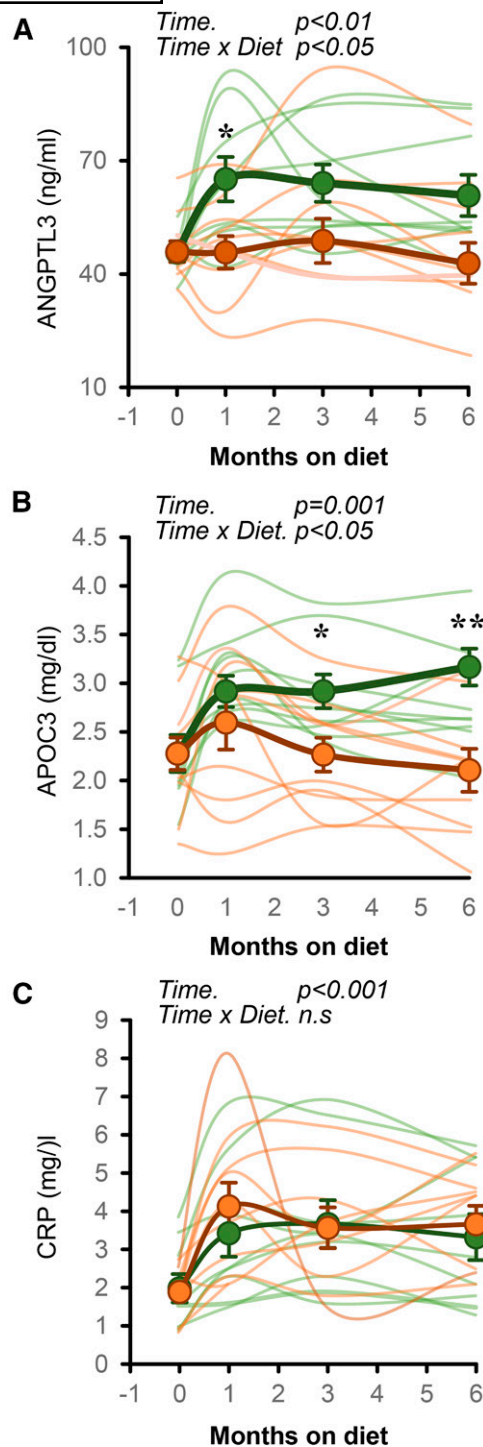 A
Time. p<0.01
Time x Diet p<0.05
ANGPTL3 (ng/ml)
100
70
40
10
-1 0 1 2 3 4 5 6
Months on diet
B
Time. p=0.001
Time x Diet. p<0.05
APOC3 (mg/dl)
4.5
4.0
3.5
3.0
2.5
2.0
1.5
1.0
*
*
**
-1 0 1 2 3 4 5 6
Months on diet
C
Time. p<0.001
Time x Diet. n.s
CRP (mg/)l
9
8
7
6
5
4
3
2
1
0
-1 0 1 2 3 4 5 6
Months on diet